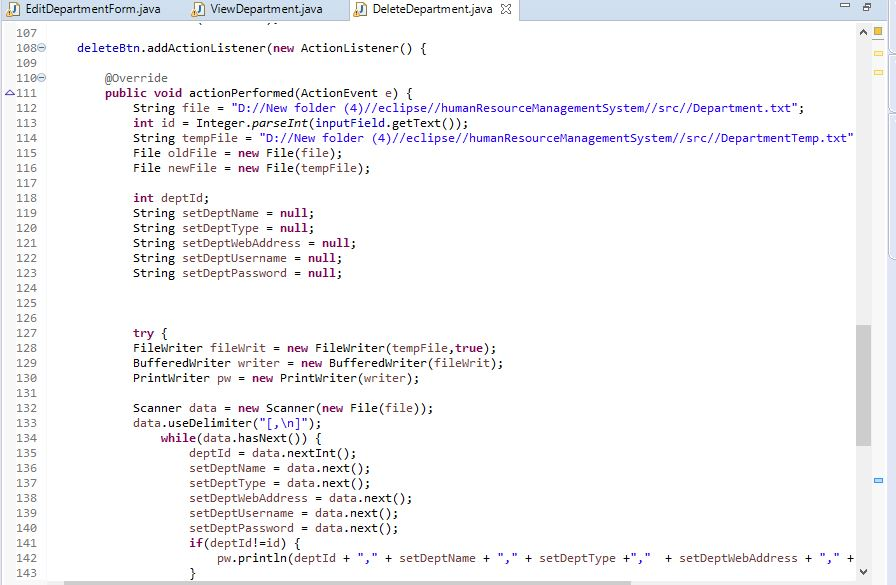 EditDepartmentForm.java ViewDepartment.java DeleteDepartment.java
107
108 deleteBtn.addActionListener(new ActionListener() {
109
110 @Override
111 public void actionPerformed(ActionEvent e) {
112 String file = "D://New folder (4)//eclipse//humanResourceManagementSystem//src//Department.txt";
113 int id = Integer.parseInt(inputField.getText());
114 String tempFile = "D://New folder (4)//eclipse//humanResourceManagementSystem//src//DepartmentTemp.txt"
115 File oldFile = new File(file);
116 File newFile = new File(tempFile);
117
118 int deptId;
119 String setDeptName = null;
120 String setDeptType = null;
121 String setDeptWebAddress = null;
122 String setDeptUsername = null;
123 String setDeptPassword = null;
124
125
126
127 try {
128 FileWriter fileWrit = new FileWriter(tempFile,true);
129 BufferedWriter writer = new BufferedWriter(fileWrit);
130 PrintWriter pw = new PrintWriter(writer);
131
132 Scanner data = new Scanner(new File(file));
133 data.useDelimiter("[,\n]");
134 while(data.hasNext()) {
135 deptId = data.nextInt();
136 setDeptName = data.next();
137 setDeptType = data.next();
138 setDeptWebAddress = data.next();
139 setDeptUsername = data.next();
140 setDeptPassword = data.next();
141 if(deptId!=id) {
142 pw.println(deptId + "," + setDeptName + "," + setDeptType +"," + setDeptWebAddress + "," +
143 }